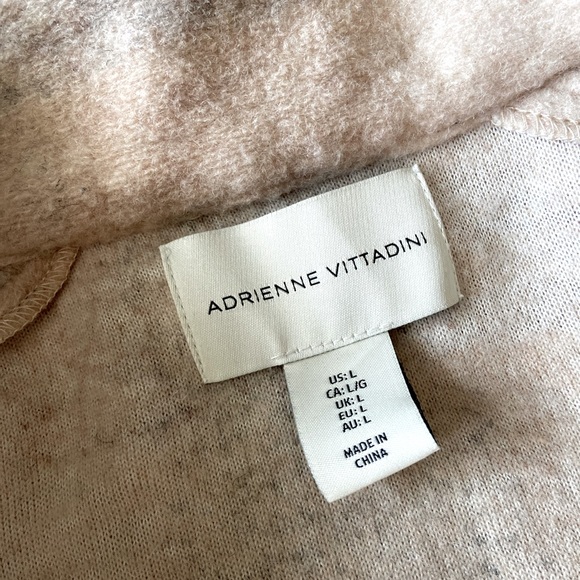 ADRIENNE VITTADINI
US: L
CA: L/G
UK: L
EU: L
AU: L
MADE IN
CHINA